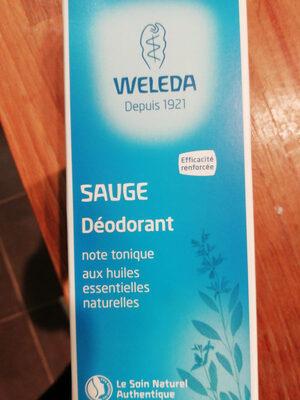 WELEDA
Depuis 1921
Efficacité
renforcée
SAUGE
Déodorant
note tonique
aux huiles
essentielles
naturelles
Le Soin Naturel
Authentique